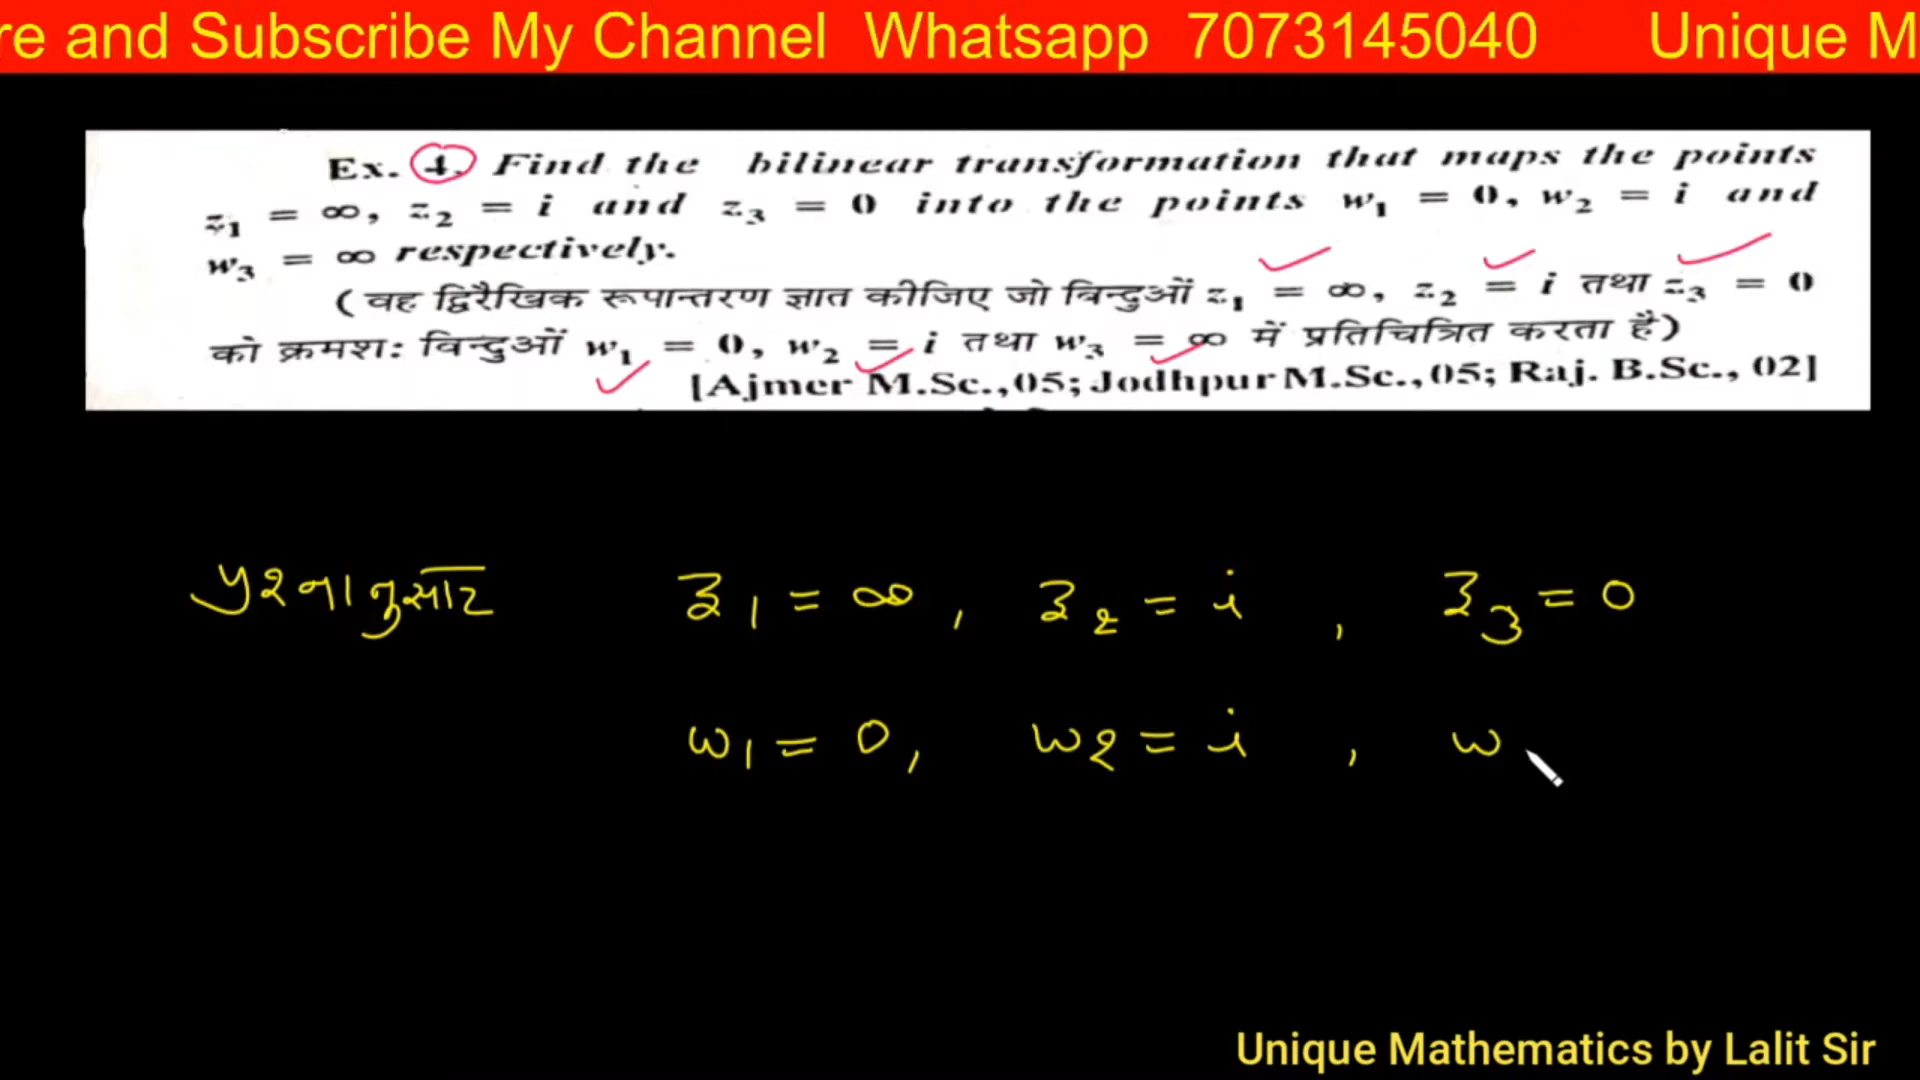 re and Subscribe My Channel Whatsapp 7073145040 Unique M
Ex. 4. Find the bilinear transformation that maps the points
z₁ = ∞, z₂ = i and z₃ = 0 into the points w₁ = 0, w₂ = i and
w₃ = ∞ respectively.
(वह द्विरैखिक रूपान्तरण ज्ञात कीजिए जो बिन्दुओं z₁ = ∞, z₂ = i तथा z₃ = 0
को क्रमशः बिन्दुओं w₁ = 0, w₂ = i तथा w₃ = ∞ में प्रतिचित्रित करता है)
[Ajmer M.Sc.,05; Jodhpur M.Sc.,05; Raj. B.Sc., 02]
प्रश्नानुसार z₁ = ∞, z₂ = i, z₃ = 0
w₁ = 0, w₂ = i, w
Unique Mathematics by Lalit Sir